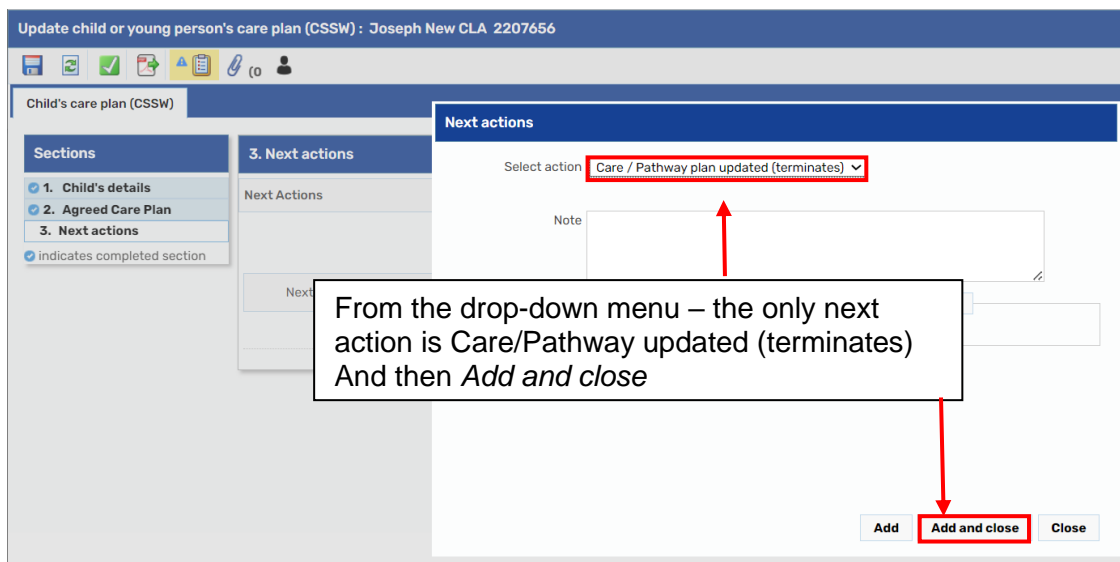 Update child or young person's care plan (CSSW) : Joseph New CLA 2207656
(0
Child's care plan (CSSW)
Sections
1. Child's details
2. Agreed Care Plan
3. Next actions
indicates completed section
3. Next actions
Next Actions
Next
Next actions
Select action Care / Pathway plan updated (terminates)
Note
From the drop-down menu – the only next
action is Care/Pathway updated (terminates)
And then Add and close
Add Add and close Close